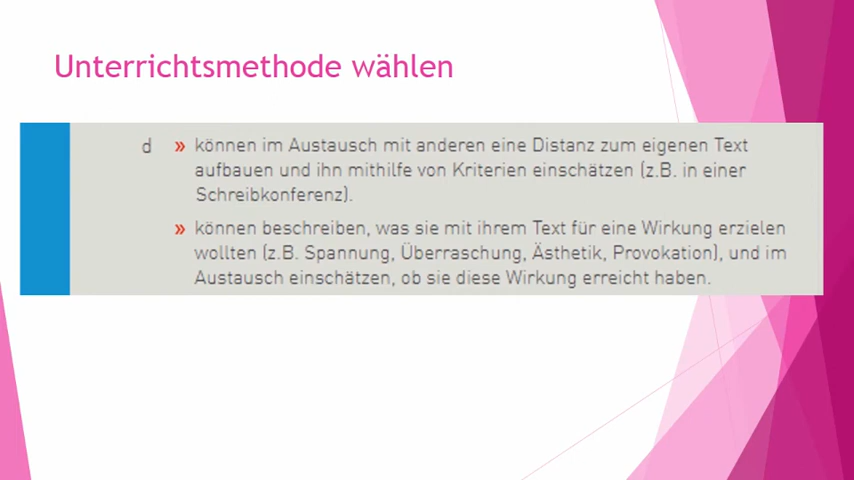 Unterrichtsmethode wählen
d » können im Austausch mit anderen eine Distanz zum eigenen Text
aufbauen und ihn mithilfe von Kriterien einschätzen (z.B. in einer
Schreibkonferenz).
» können beschreiben, was sie mit ihrem Text für eine Wirkung erzielen
wollten (z.B. Spannung, Überraschung, Ästhetik, Provokation), und im
Austausch einschätzen, ob sie diese Wirkung erreicht haben.